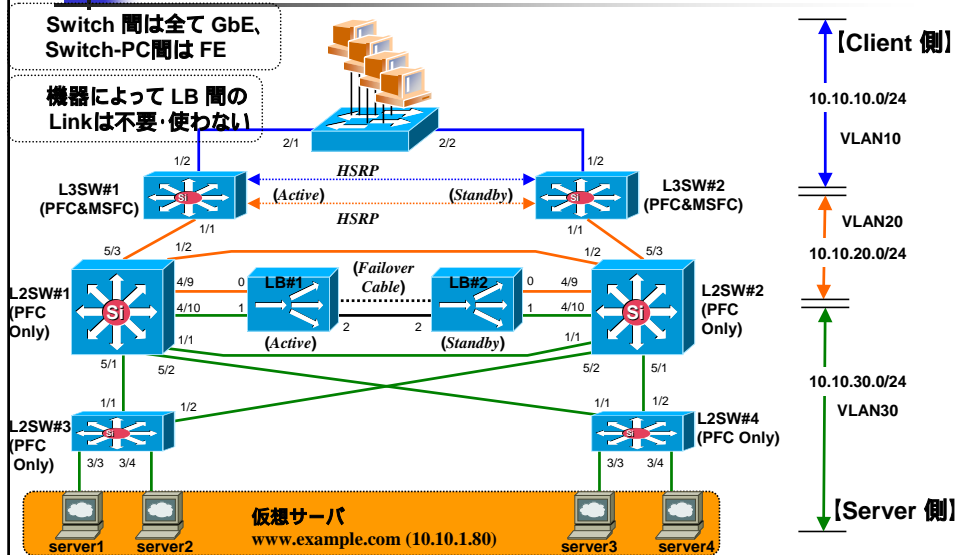 Switch 間は全て GbE、
Switch-PC間は FE
機器によって LB 間の
Linkは不要・使わない
【Client 側】
10.10.10.0/24
VLAN10
2/1
2/2
1/2
1/2
HSRP
L3SW#1
(PFC&MSFC)
(Active)
(Standby)
L3SW#2
(PFC&MSFC)
HSRP
VLAN20
10.10.20.0/24
1/1
1/1
5/3
1/2
1/2
5/3
L2SW#1
(PFC
Only)
Si
4/9
0
LB#1
(Failover
Cable)
LB#2
0
4/9
L2SW#2
(PFC
Only)
Si
4/10
1
2
2
1
4/10
(Active)
(Standby)
1/1
1/1
5/1
5/2
5/2
5/1
10.10.30.0/24
VLAN30
1/1
1/2
1/1
1/2
L2SW#3
(PFC
Only)
Si
Si
L2SW#4
(PFC Only)
3/3
3/4
3/3
3/4
仮想サーバ
www.example.com (10.10.1.80)
server1
server2
server3
server4
【Server 側】